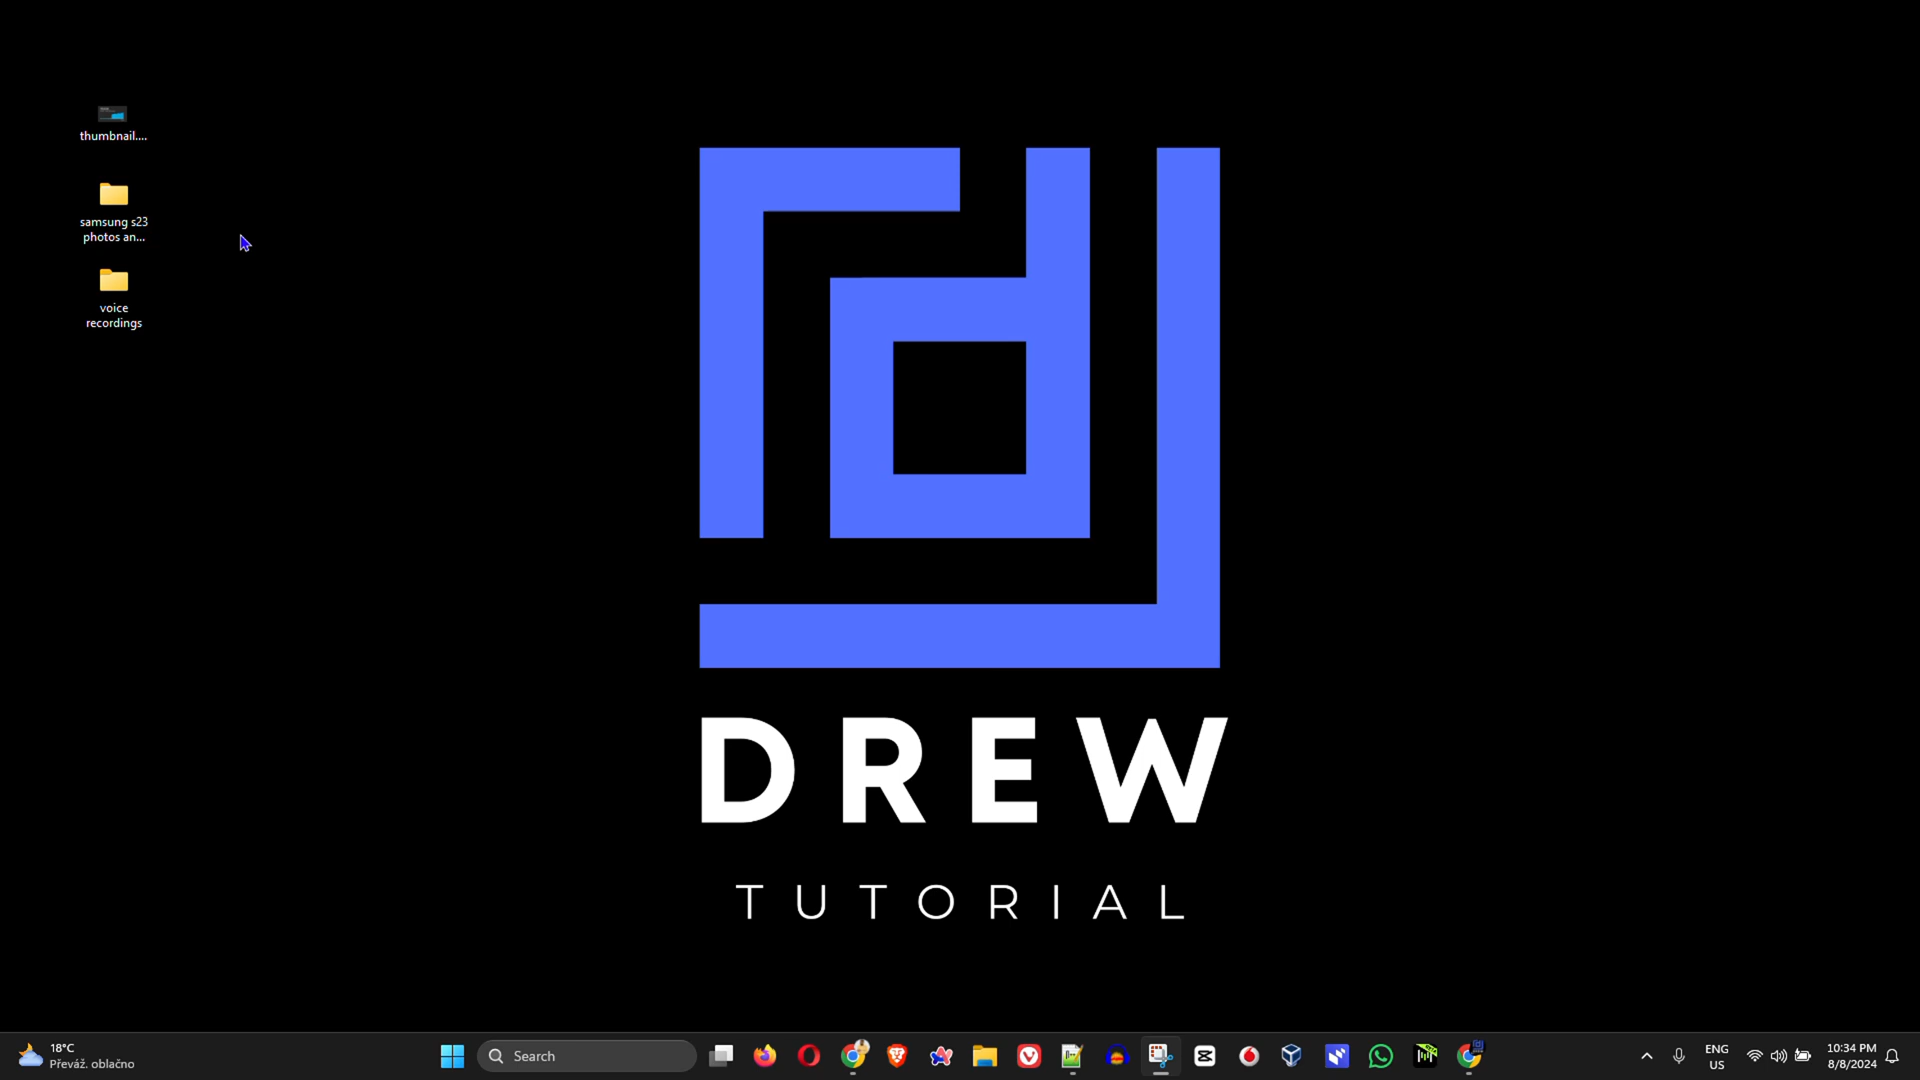 thumbnail....
samsung s23
photos an...
voice
recordings
DREW
TUTORIAL
18°C
Převáž. oblačno
Search
ENG
US
10:34 PM
8/8/2024